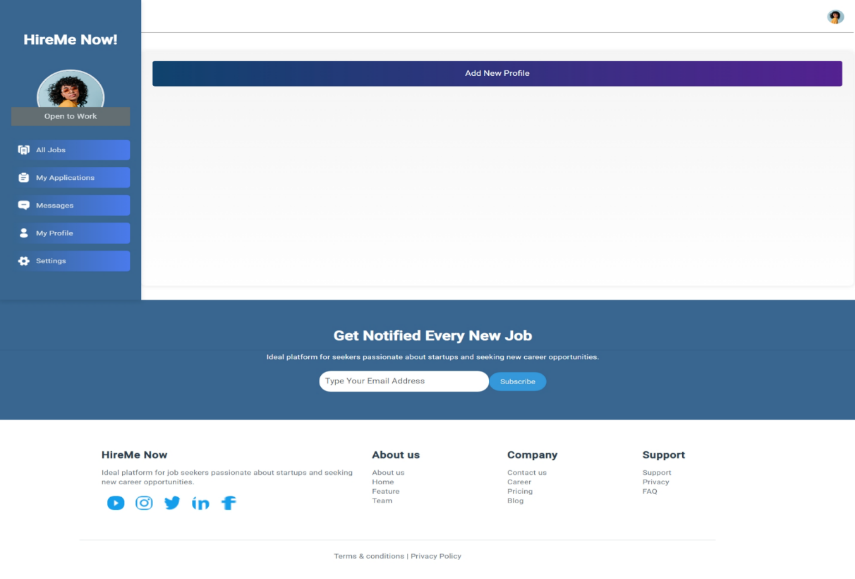 HireMe Now!
Open to Work
All Jobs
My Applications
Messages
My Profile
Settings
Add New Profile
Get Notified Every New Job
Ideal platform for seekers passionate about startups and seeking new career opportunities.
Type Your Email Address
Subscribe
HireMe Now
Ideal platform for job seekers passionate about startups and seeking
new career opportunities.
About us
About us
Home
Feature
Team
Company
Contact us
Career
Pricing
Blog
Support
Support
Privacy
FAQ
Terms & conditions | Privacy Policy